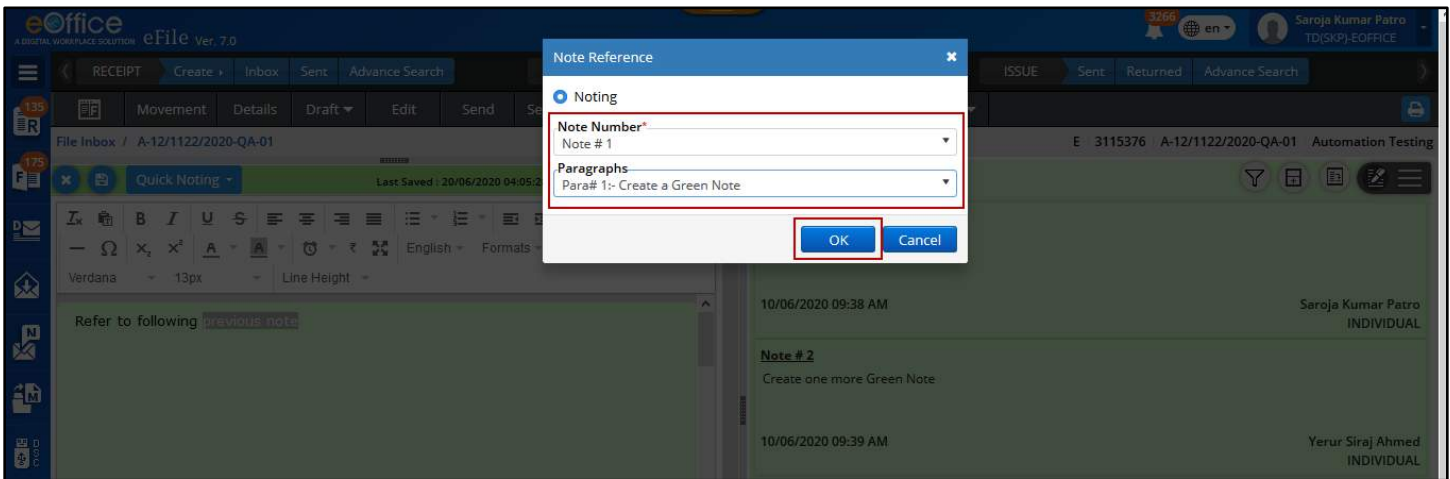 eOffice
A DIGITAL WORKPLACE SOLUTION eFile Ver. 7.0
3266 en Saroja Kumar Patro
TD(SKP)-EOFFICE
RECEIPT Create Inbox Sent Advance Search ISSUE Sent Returned Advance Search
Note Reference
Noting
Note Number*
Note # 1
Paragraphs
Para# 1:- Create a Green Note
OK Cancel
135 R
Movement Details Draft Edit Send Se
File Inbox / A-12/1122/2020-QA-01 E 3115376 A-12/1122/2020-QA-01 Automation Testing
175 F
Quick Noting Last Saved : 20/06/2020 04:05:2
B I U S
Ω X₂ X² A A ₹ English Formats
Verdana 13px Line Height
Refer to following previous note
D
N
M
DSC
10/06/2020 09:38 AM Saroja Kumar Patro
INDIVIDUAL
Note # 2
Create one more Green Note
10/06/2020 09:39 AM Yerur Siraj Ahmed
INDIVIDUAL